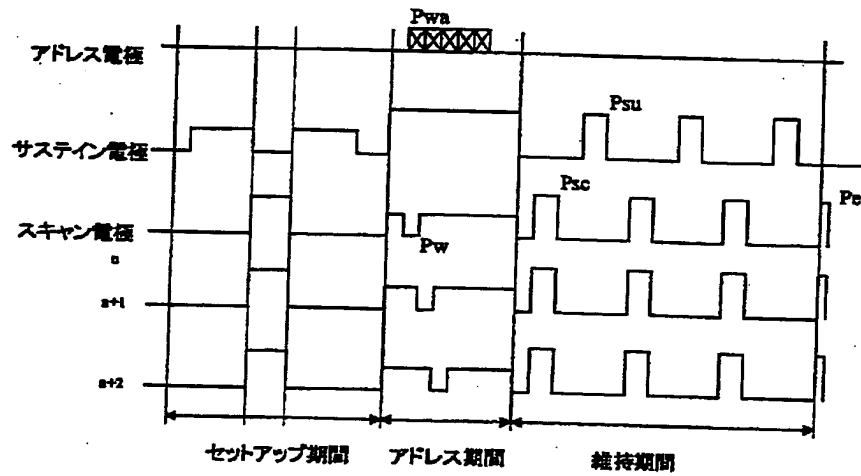 Pwa
アドレス電極
Psu
サステイン電極
Psc
Pe
スキャン電極
Pw
n
n+1
n+2
セットアップ期間
アドレス期間
維持期間